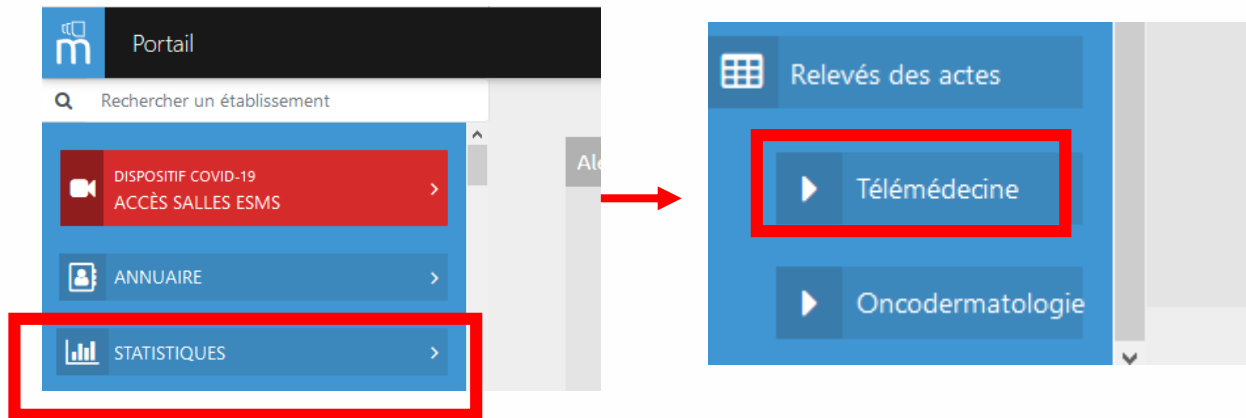 m Portail
Rechercher un établissement
DISPOSITIF COVID-19
ACCÈS SALLES ESMS
ANNUAIRE
STATISTIQUES
Relevés des actes
Télémédecine
Oncodermatologie